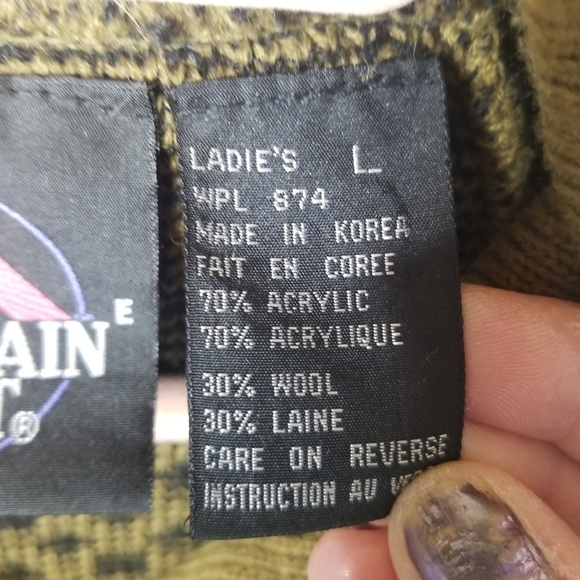 LADIE'S L
WPL 874
MADE IN KOREA
FAIT EN COREE
70% ACRYLIC
70% ACRYLIQUE
30% WOOL
30% LAINE
CARE ON REVERSE
INSTRUCTION AU
E
AIN
®